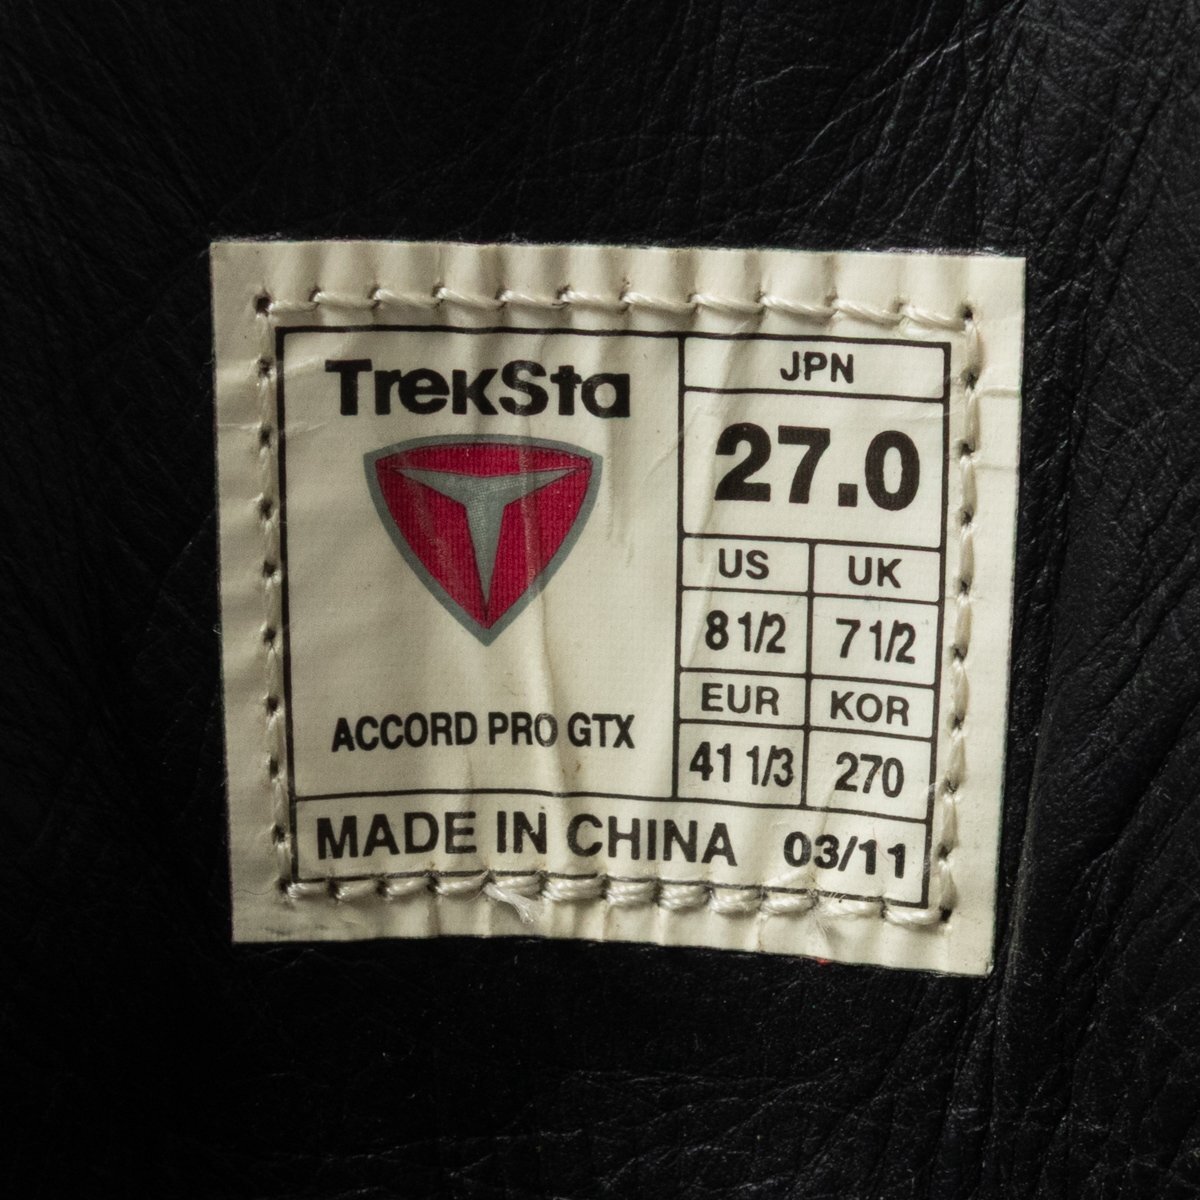 TrekSta
ACCORD PRO GTX
JPN
27.0
US UK
8 1/2 7 1/2
EUR KOR
41 1/3 270
MADE IN CHINA 03/11